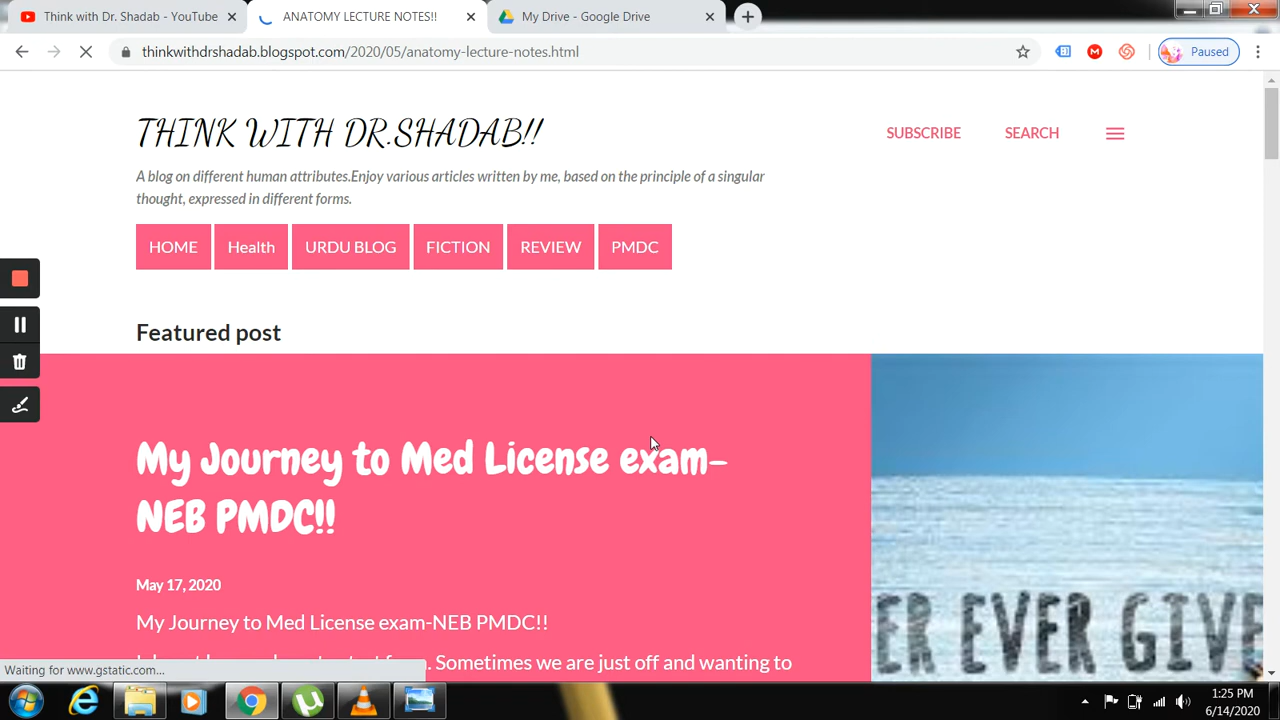 Think with Dr. Shadab - YouTube
ANATOMY LECTURE NOTES!!
My Drive - Google Drive
thinkwithdrshadab.blogspot.com/2020/05/anatomy-lecture-notes.html
Paused
THINK WITH DR.SHADAB!!
SUBSCRIBE
SEARCH
A blog on different human attributes.Enjoy various articles written by me, based on the principle of a singular
thought, expressed in different forms.
HOME
Health
URDU BLOG
FICTION
REVIEW
PMDC
Featured post
My Journey to Med License exam-
NEB PMDC!!
May 17, 2020
My Journey to Med License exam-NEB PMDC!!
EVER GIVE
Sometimes we are just off and wanting to
Waiting for www.gstatic.com...
1:25 PM
6/14/2020